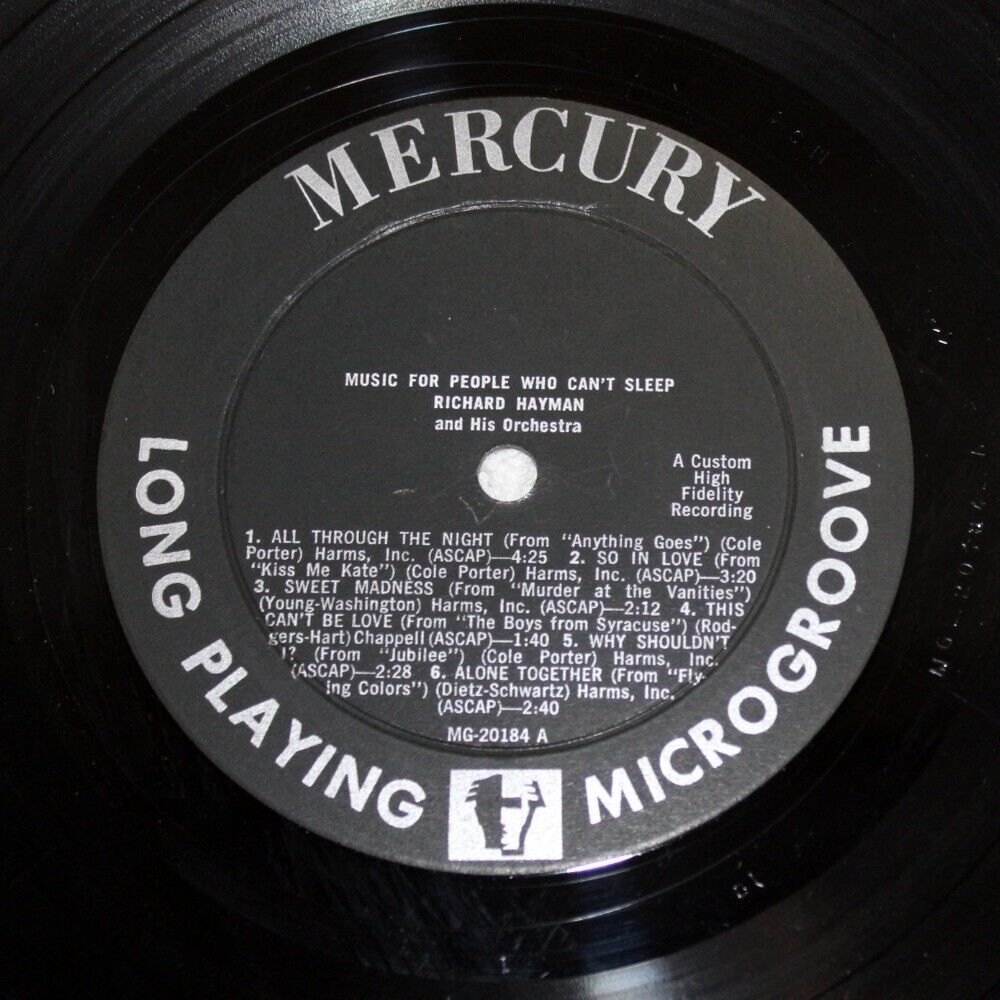 MERCURY
MUSIC FOR PEOPLE WHO CAN'T SLEEP
RICHARD HAYMAN
and His Orchestra
A Custom
High
Fidelity
Recording
1. ALL THROUGH THE NIGHT (From "Anything Goes") (Cole
Porter) Harms, Inc. (ASCAP)—4:25 2. SO IN LOVE (From
"Kiss Me Kate") (Cole Porter) Harms, Inc. (ASCAP)—3:20
3. SWEET MADNESS (From "Murder at the Vanities")
(Young-Washington) Harms, Inc. (ASCAP)—2:12 4. THIS
CAN'T BE LOVE (From "The Boys from Syracuse") (Rod-
gers-Hart) Chappell (ASCAP)—1:40 5. WHY SHOULDN'T
I? (From "Jubilee") (Cole Porter) Harms, Inc.
(ASCAP)—2:28 6. ALONE TOGETHER (From "Fly-
ing Colors") (Dietz-Schwartz) Harms, Inc.
(ASCAP)—2:40
MG-20184 A
LONG PLAYING
MICROGROOVE